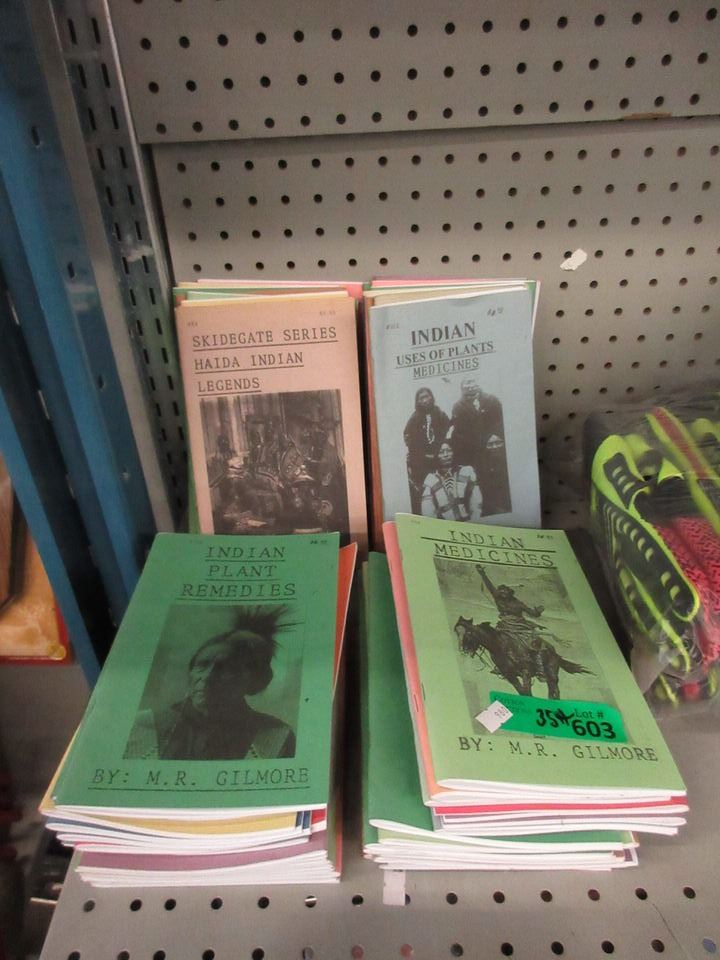 SKIDEGATE SERIES
HAIDA INDIAN
LEGENDS
INDIAN
USES OF PLANTS
MEDICINES
INDIAN
PLANT
REMEDIES
BY: M.R. GILMORE
INDIAN
MEDICINES
35+ Lot #
603
BY: M.R. GILMORE